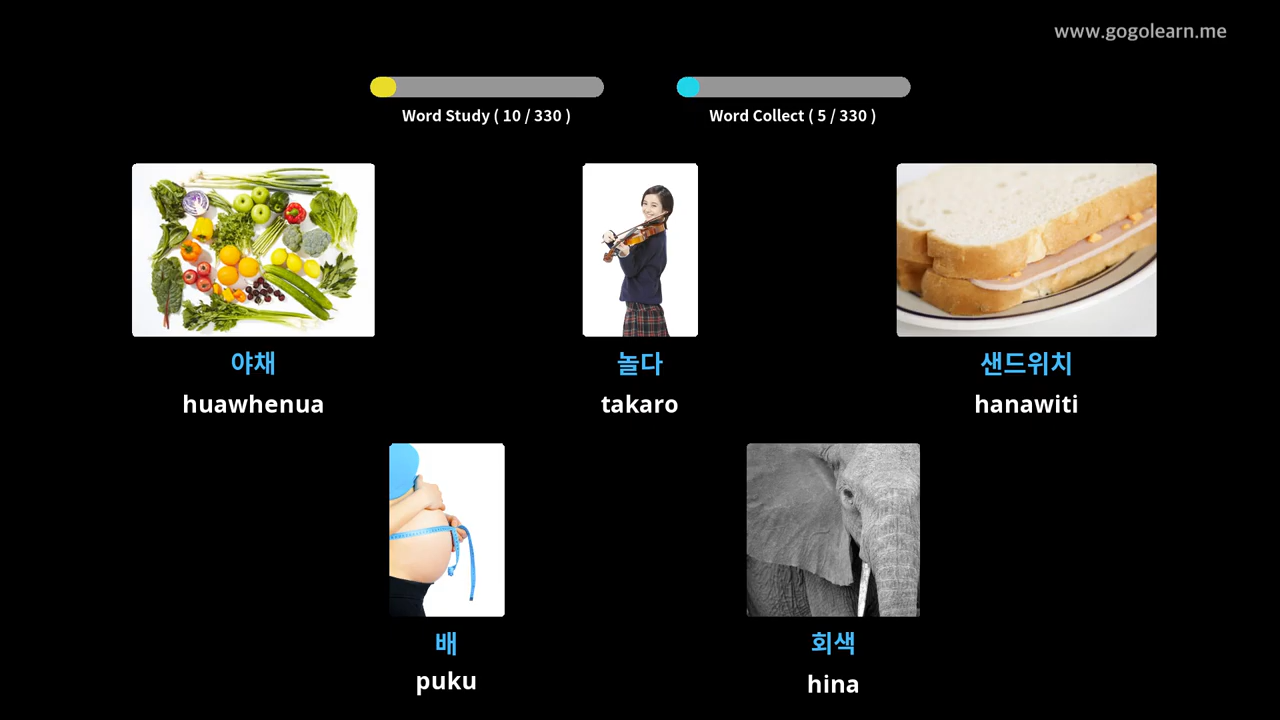 www.gogolearn.me
Word Study ( 10 / 330 )
Word Collect ( 5 / 330 )
야채
놀다
샌드위치
huawhenua
takaro
hanawiti
배
회색
puku
hina